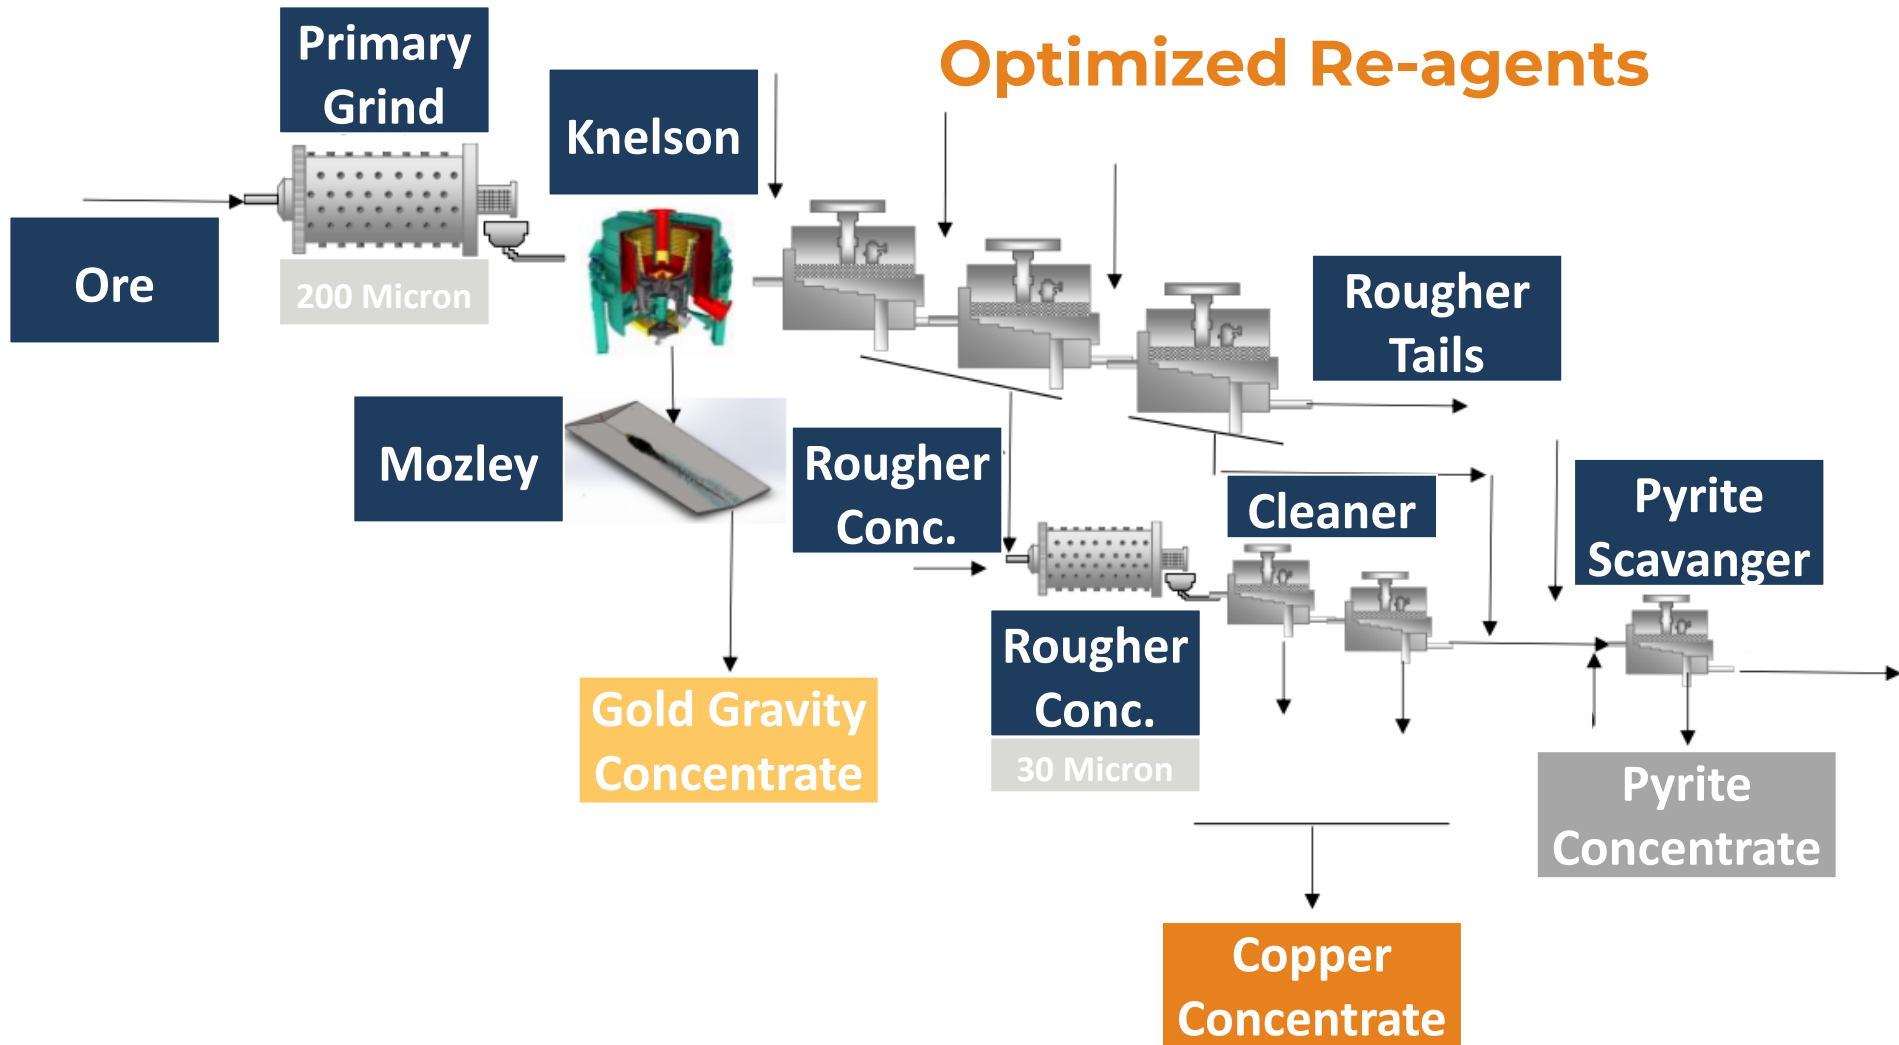 Primary
Grind
Optimized Re-agents
Knelson
Ore
200 Micron
Rougher
Tails
Mozley
Rougher
Conc.
Cleaner
Pyrite
Scavanger
Rougher
Conc.
30 Micron
Gold Gravity
Concentrate
Pyrite
Concentrate
Copper
Concentrate